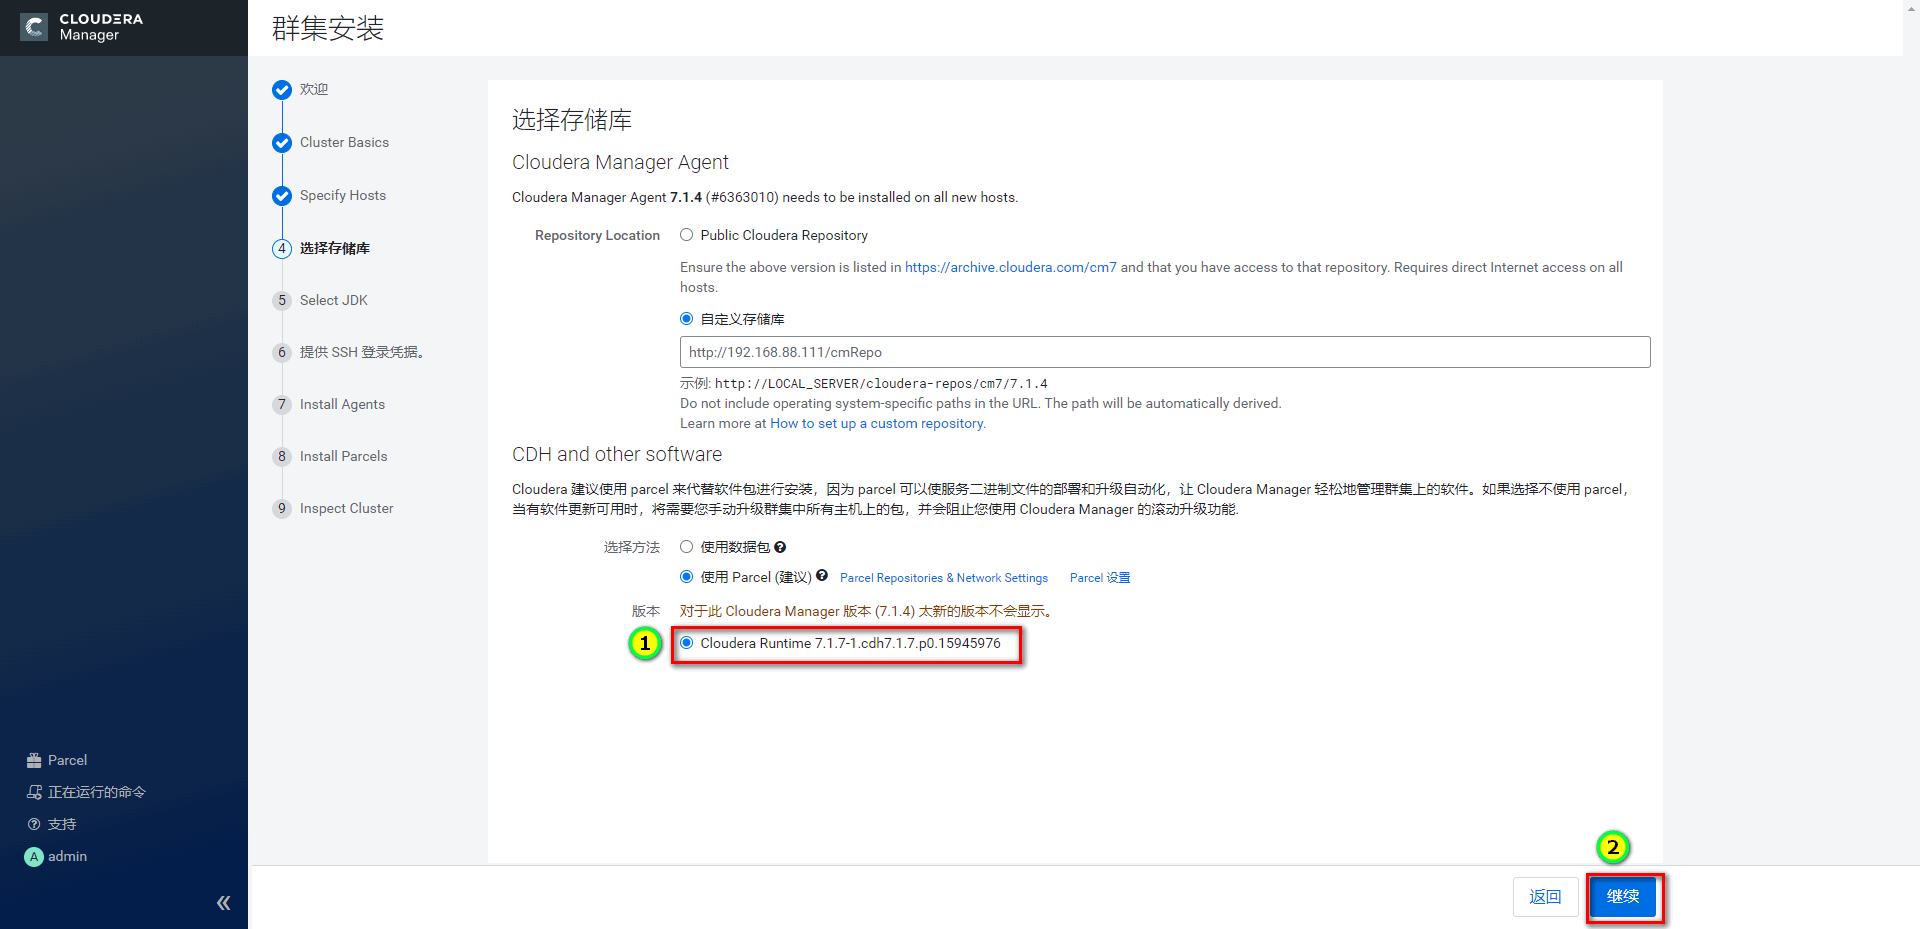 CLOUDERA
Manager
群集安装
欢迎
Cluster Basics
Specify Hosts
4 选择存储库
5 Select JDK
6 提供 SSH 登录凭据。
7 Install Agents
8 Install Parcels
9 Inspect Cluster
选择存储库
Cloudera Manager Agent
Cloudera Manager Agent 7.1.4 (#6363010) needs to be installed on all new hosts.
Repository Location
Public Cloudera Repository
Ensure the above version is listed in https://archive.cloudera.com/cm7 and that you have access to that repository. Requires direct Internet access on all
hosts.
自定义存储库
http://192.168.88.111/cmRepo
示例: http://LOCAL_SERVER/cloudera-repos/cm7/7.1.4
Do not include operating system-specific paths in the URL. The path will be automatically derived.
Learn more at How to set up a custom repository.
CDH and other software
Cloudera 建议使用 parcel 来代替软件包进行安装，因为 parcel 可以使服务二进制文件的部署和升级自动化，让 Cloudera Manager 轻松地管理群集上的软件。如果选择不使用 parcel，
当有软件更新可用时，将需要您手动升级群集中所有主机上的包，并会阻止您使用 Cloudera Manager 的滚动升级功能.
选择方法
使用数据包 ?
使用 Parcel (建议) ? Parcel Repositories & Network Settings Parcel 设置
版本
对于此 Cloudera Manager 版本 (7.1.4) 太新的版本不会显示。
1 Cloudera Runtime 7.1.7-1.cdh7.1.7.p0.15945976
Parcel
正在运行的命令
支持
A admin
2
返回 继续